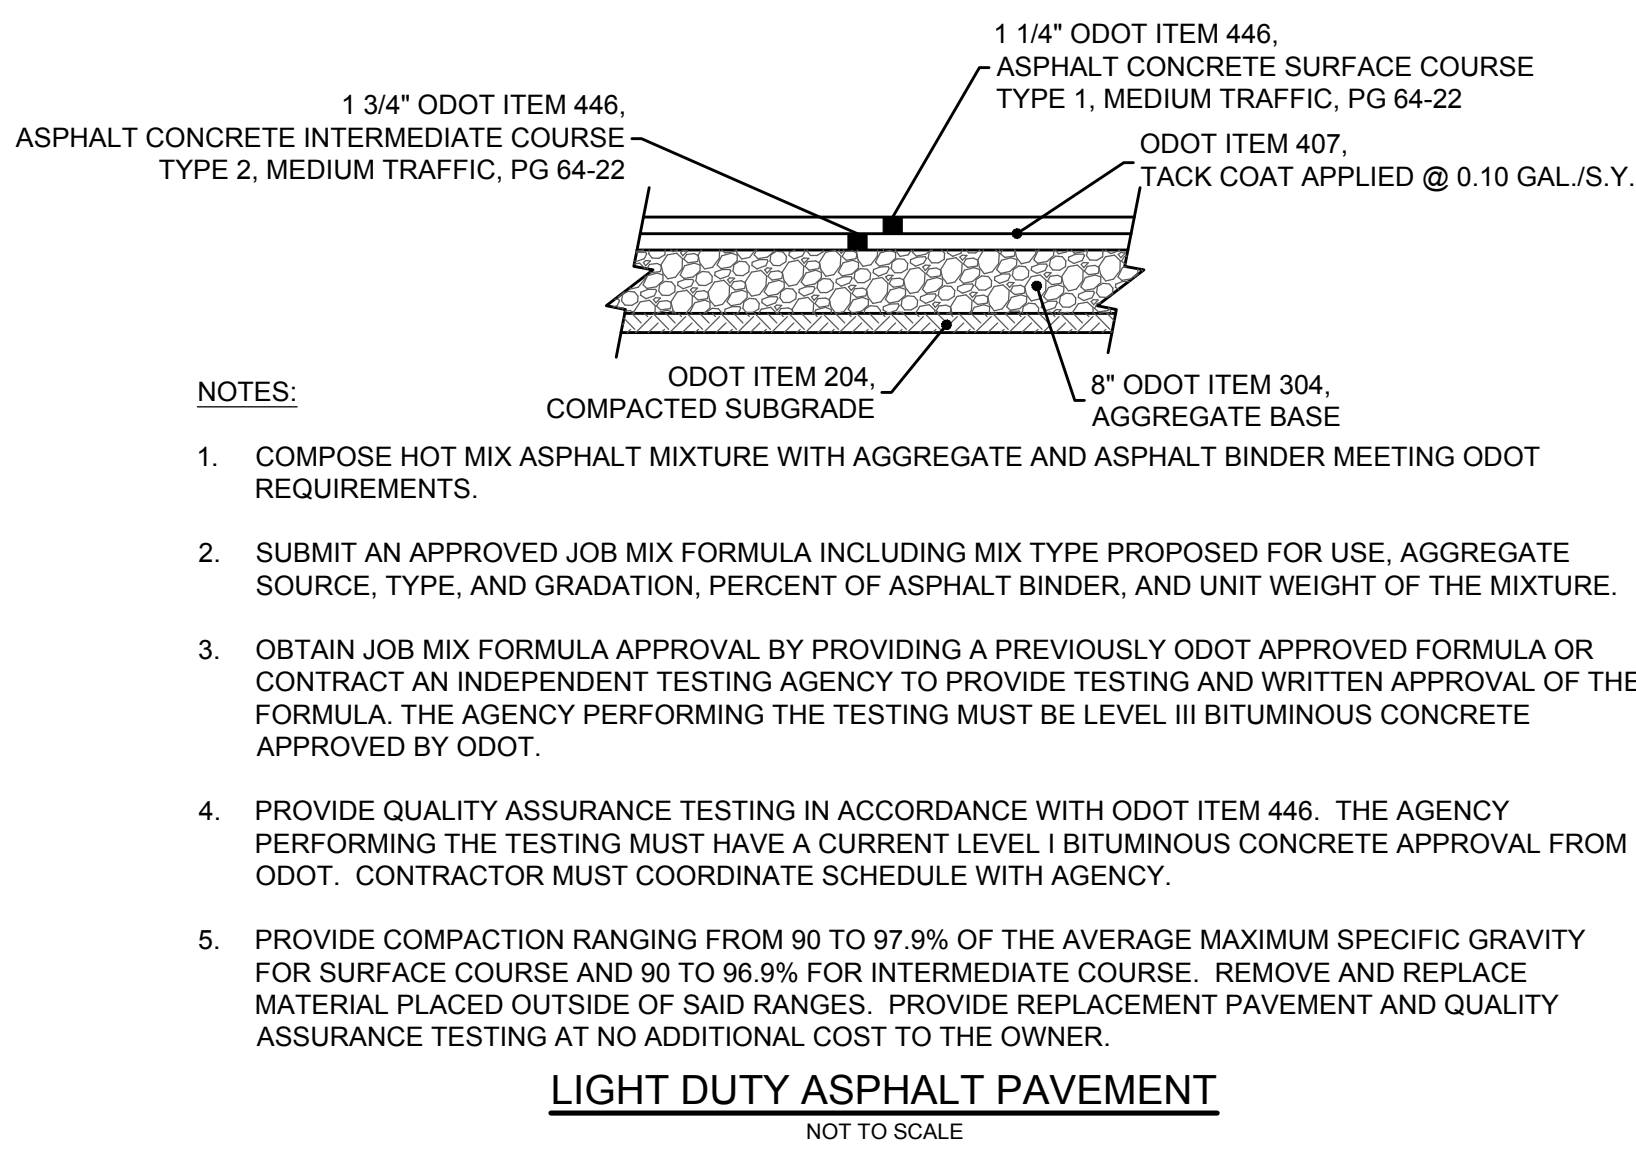 1 1/4" ODOT ITEM 446,
ASPHALT CONCRETE SURFACE COURSE
TYPE 1, MEDIUM TRAFFIC, PG 64-22
1 3/4" ODOT ITEM 446,
ASPHALT CONCRETE INTERMEDIATE COURSE
TYPE 2, MEDIUM TRAFFIC, PG 64-22
ODOT ITEM 407,
TACK COAT APPLIED @ 0.10 GAL./S.Y.
ODOT ITEM 204,
COMPACTED SUBGRADE
8" ODOT ITEM 304,
AGGREGATE BASE
NOTES:
1. COMPOSE HOT MIX ASPHALT MIXTURE WITH AGGREGATE AND ASPHALT BINDER MEETING ODOT
REQUIREMENTS.
2. SUBMIT AN APPROVED JOB MIX FORMULA INCLUDING MIX TYPE PROPOSED FOR USE, AGGREGATE
SOURCE, TYPE, AND GRADATION, PERCENT OF ASPHALT BINDER, AND UNIT WEIGHT OF THE MIXTURE.
3. OBTAIN JOB MIX FORMULA APPROVAL BY PROVIDING A PREVIOUSLY ODOT APPROVED FORMULA OR
CONTRACT AN INDEPENDENT TESTING AGENCY TO PROVIDE TESTING AND WRITTEN APPROVAL OF THE
FORMULA. THE AGENCY PERFORMING THE TESTING MUST BE LEVEL III BITUMINOUS CONCRETE
APPROVED BY ODOT.
4. PROVIDE QUALITY ASSURANCE TESTING IN ACCORDANCE WITH ODOT ITEM 446. THE AGENCY
PERFORMING THE TESTING MUST HAVE A CURRENT LEVEL I BITUMINOUS CONCRETE APPROVAL FROM
ODOT. CONTRACTOR MUST COORDINATE SCHEDULE WITH AGENCY.
5. PROVIDE COMPACTION RANGING FROM 90 TO 97.9% OF THE AVERAGE MAXIMUM SPECIFIC GRAVITY
FOR SURFACE COURSE AND 90 TO 96.9% FOR INTERMEDIATE COURSE. REMOVE AND REPLACE
MATERIAL PLACED OUTSIDE OF SAID RANGES. PROVIDE REPLACEMENT PAVEMENT AND QUALITY
ASSURANCE TESTING AT NO ADDITIONAL COST TO THE OWNER.
LIGHT DUTY ASPHALT PAVEMENT
NOT TO SCALE